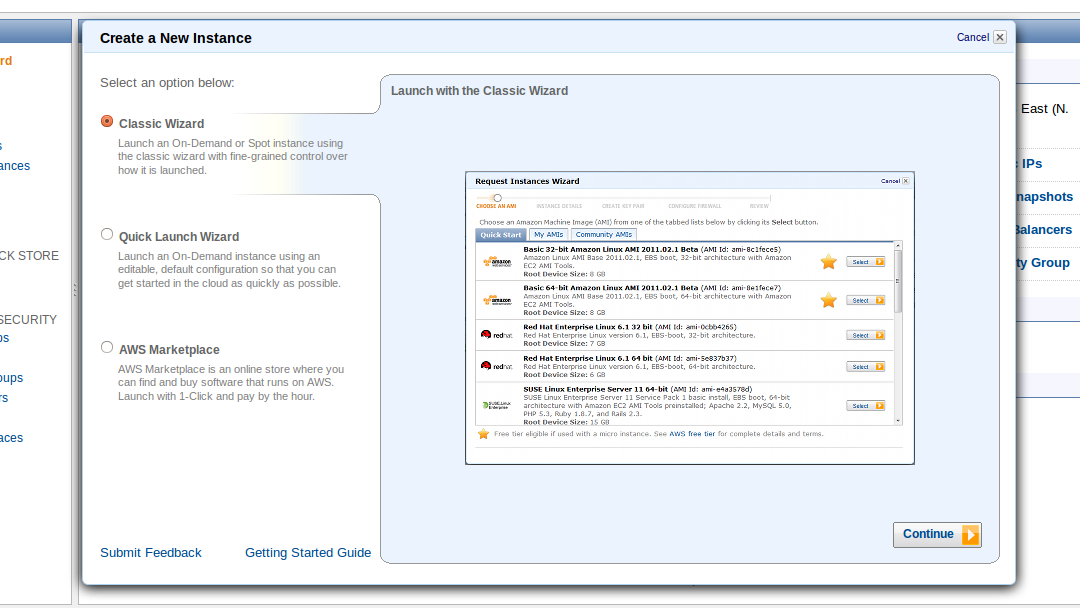 Create a New Instance
Cancel
Select an option below:
Classic Wizard
Launch an On-Demand or Spot instance using
the classic wizard with fine-grained control over
how it is launched.
Quick Launch Wizard
Launch an On-Demand instance using an
editable, default configuration so that you can
get started in the cloud as quickly as possible.
AWS Marketplace
AWS Marketplace is an online store where you
can find and buy software that runs on AWS.
Launch with 1-Click and pay by the hour.
Submit Feedback
Getting Started Guide
Launch with the Classic Wizard
Request Instances Wizard
Cancel
CHOOSE AN AMI
INSTANCE DETAILS
CREATE KEY PAIR
CONFIGURE FIREWALL
REVIEW
Choose an Amazon Machine Image (AMI) from one of the tabbed lists below by clicking its Select button.
Quick Start
My AMIs
Community AMIs
amazon
Basic 32-bit Amazon Linux AMI 2011.02.1 Beta (AMI Id: ami-8c1fece5)
Amazon Linux AMI Base 2011.02.1, EBS boot, 32-bit architecture with Amazon
EC2 AMI Tools.
Root Device Size: 8 GB
Select
amazon
Basic 64-bit Amazon Linux AMI 2011.02.1 Beta (AMI Id: ami-8e1fece7)
Amazon Linux AMI Base 2011.02.1, EBS boot, 64-bit architecture with Amazon
EC2 AMI Tools.
Root Device Size: 8 GB
Select
redhat.
Red Hat Enterprise Linux 6.1 32 bit (AMI Id: ami-0cbb4265)
Red Hat Enterprise Linux version 6.1, EBS-boot, 32-bit architecture.
Root Device Size: 7 GB
Select
redhat.
Red Hat Enterprise Linux 6.1 64 bit (AMI Id: ami-5e837b37)
Red Hat Enterprise Linux version 6.1, EBS-boot, 64-bit architecture.
Root Device Size: 6 GB
Select
SUSE Linux
Enterprise
SUSE Linux Enterprise Server 11 64-bit (AMI Id: ami-e4a3578d)
SUSE Linux Enterprise Server 11 Service Pack 1 basic install, EBS boot, 64-bit
architecture with Amazon EC2 AMI Tools preinstalled; Apache 2.2, MySQL 5.0,
PHP 5.3, Ruby 1.8.7, and Rails 2.3.
Root Device Size: 15 GB
Select
Free tier eligible if used with a micro instance. See AWS free tier for complete details and terms.
Continue
rd
s
ances
CK STORE
SECURITY
ps
oups
rs
aces
East (N.
IPs
napshots
Balancers
ty Group